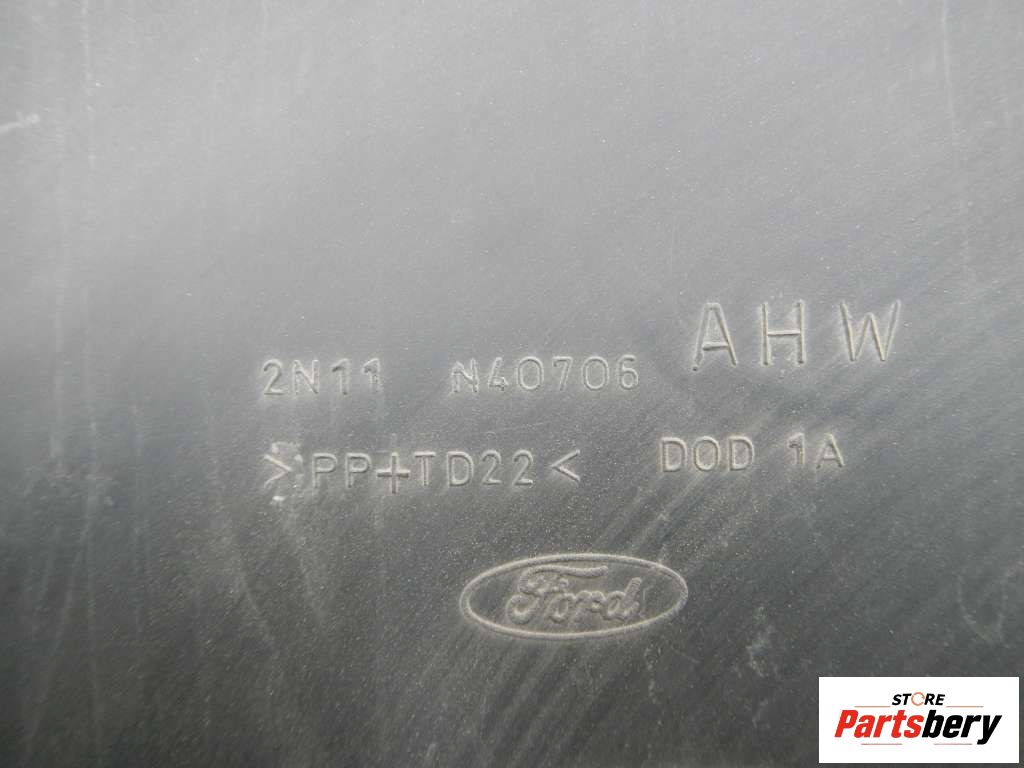 2N11 N40706 AHW
>PP+TD22< DOD 1A
Ford
STORE
Partsbery